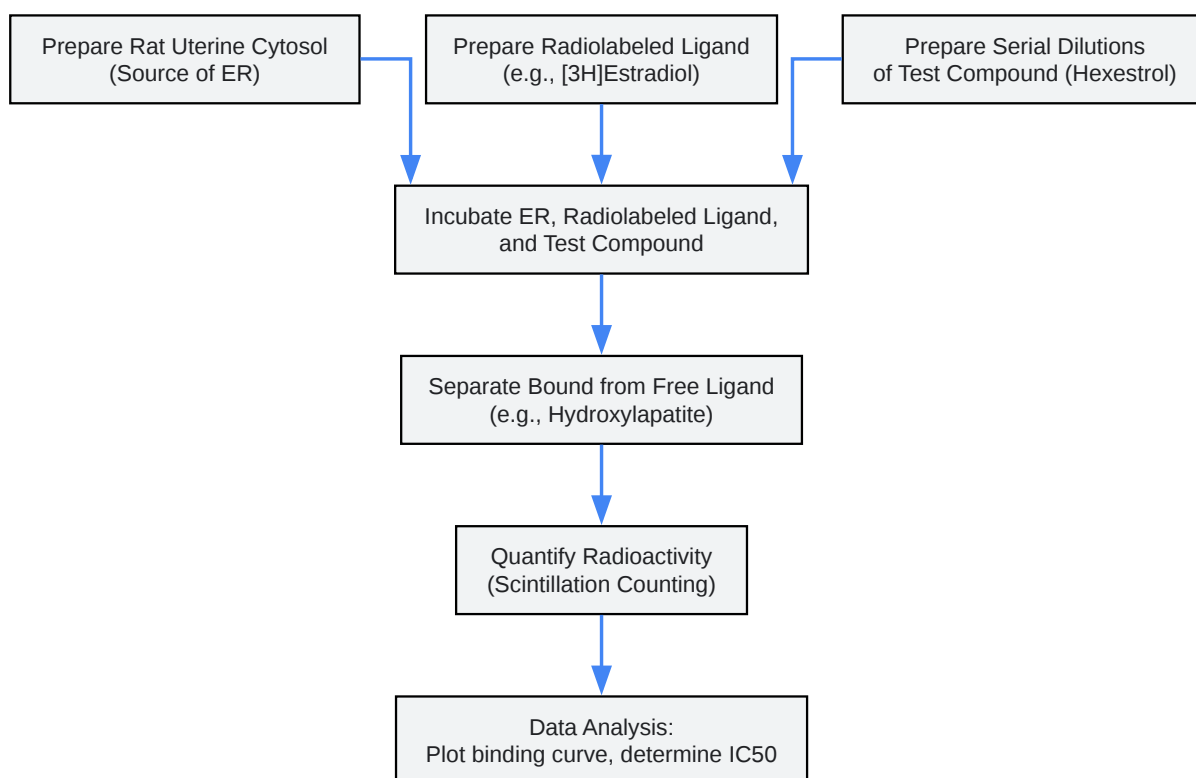 Prepare Rat Uterine Cytosol
(Source of ER)
Prepare Radiolabeled Ligand
(e.g., [3H]Estradiol)
Prepare Serial Dilutions
of Test Compound (Hexestrol)
Incubate ER, Radiolabeled Ligand,
and Test Compound
Separate Bound from Free Ligand
(e.g., Hydroxylapatite)
Quantify Radioactivity
(Scintillation Counting)
Data Analysis:
Plot binding curve, determine IC50